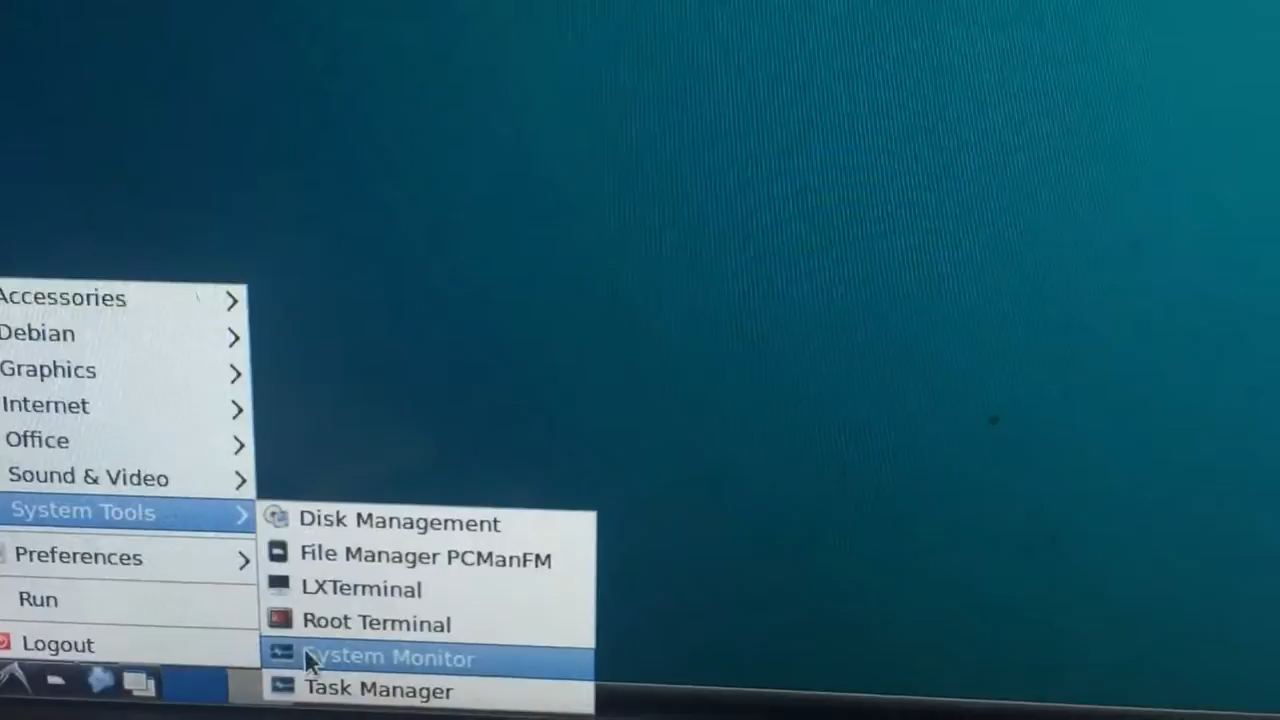 Accessories
Debian
Graphics
Internet
Office
Sound & Video
System Tools
Preferences
Run
Logout
Disk Management
File Manager PCManFM
LXTerminal
Root Terminal
System Monitor
Task Manager